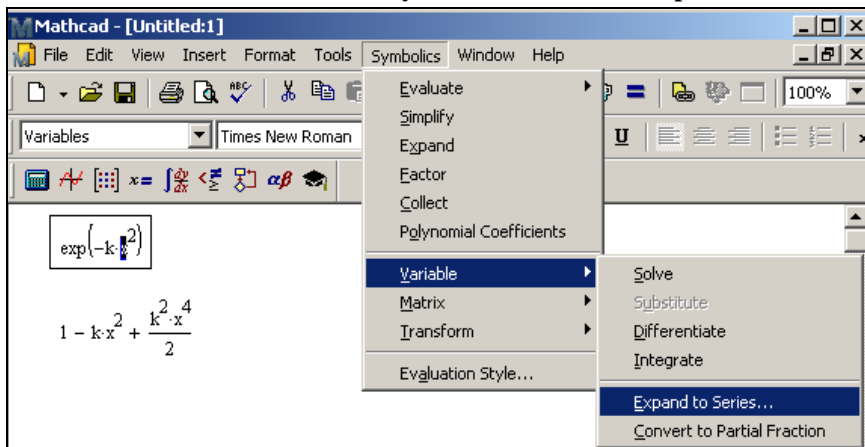 Mathcad - [Untitled:1]
File Edit View Insert Format Tools Symbolics Window Help
100%
Variables Times New Roman U
x= αβ
Evaluate
Simplify
Expand
Factor
Collect
Polynomial Coefficients
Variable
Matrix
Transform
Evaluation Style...
Solve
Substitute
Differentiate
Integrate
Expand to Series...
Convert to Partial Fraction
exp(-k·x²)
1 - k·x² + k²·x⁴/2